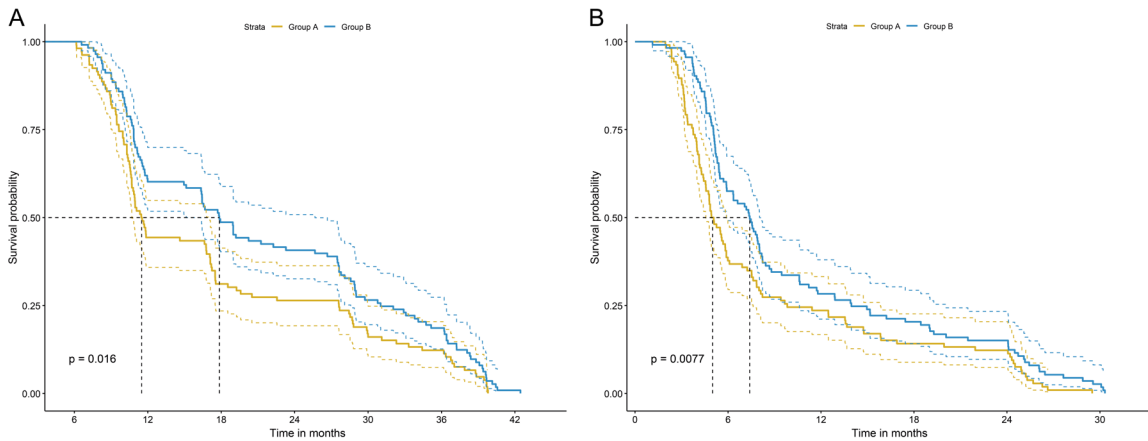 A
Strata Group A Group B
1.00
0.75
0.50
0.25
0.00
Survival probability
p = 0.016
6 12 18 24 30 36 42
Time in months
B
Strata Group A Group B
1.00
0.75
0.50
0.25
0.00
Survival probability
p = 0.0077
0 6 12 18 24 30
Time in months